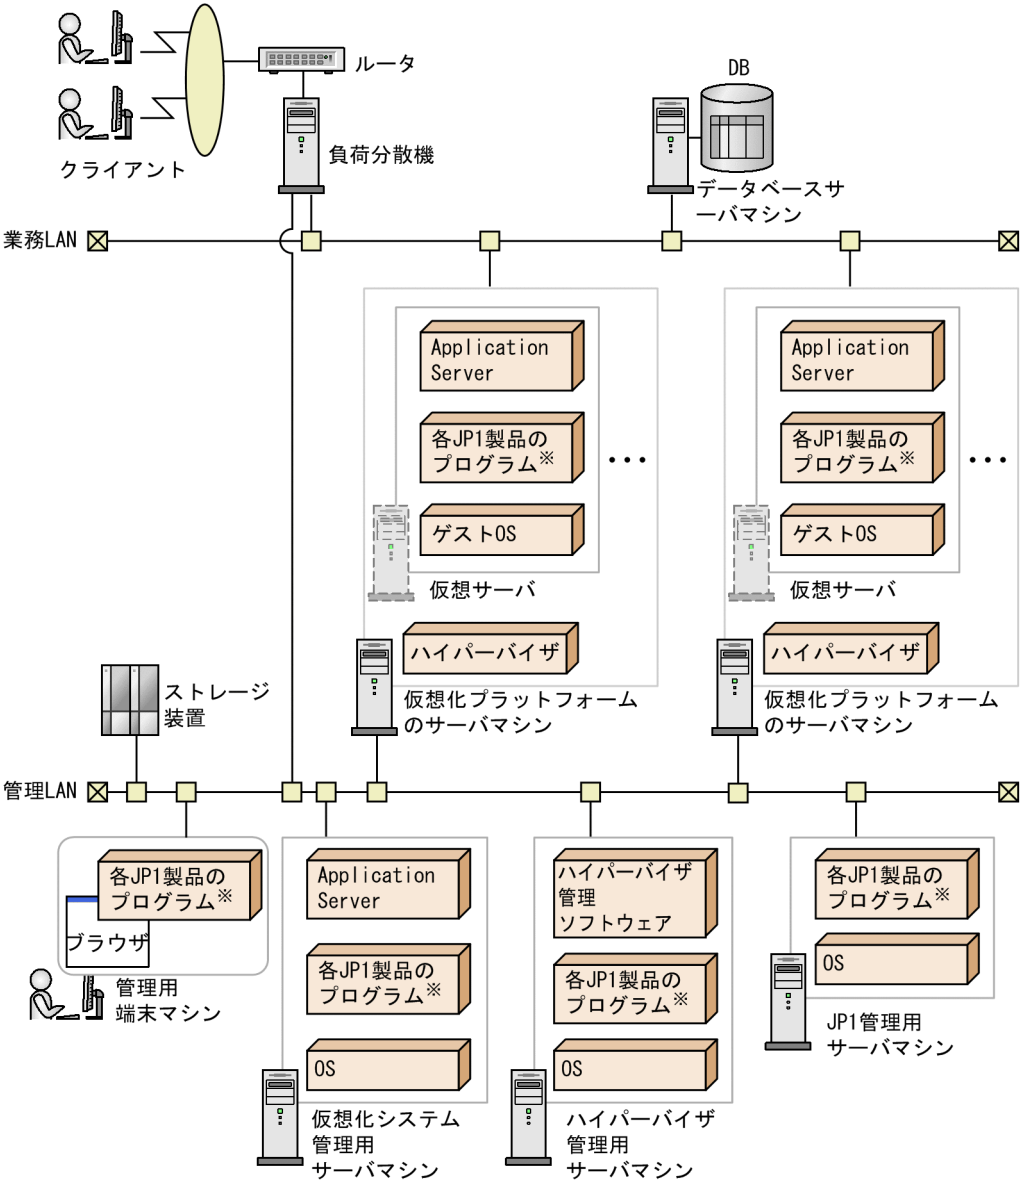 ルータ
DB
クライアント
負荷分散機
データベースサ
ーバマシン
業務LAN
Application
Server
各JP1製品の
プログラム※
...
ゲストOS
仮想サーバ
ハイパーバイザ
仮想化プラットフォーム
のサーバマシン
Application
Server
各JP1製品の
プログラム※
...
ゲストOS
仮想サーバ
ハイパーバイザ
仮想化プラットフォーム
のサーバマシン
ストレージ
装置
管理LAN
各JP1製品の
プログラム※
ブラウザ
管理用
端末マシン
Application
Server
各JP1製品の
プログラム※
OS
仮想化システム
管理用
サーバマシン
ハイパーバイザ
管理
ソフトウェア
各JP1製品の
プログラム※
OS
ハイパーバイザ
管理用
サーバマシン
各JP1製品の
プログラム※
OS
JP1管理用
サーバマシン